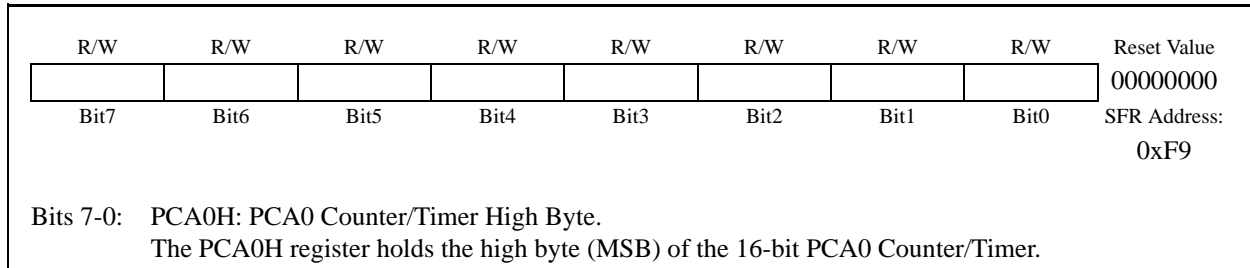 R/W R/W R/W R/W R/W R/W R/W R/W Reset Value
00000000
Bit7 Bit6 Bit5 Bit4 Bit3 Bit2 Bit1 Bit0 SFR Address:
0xF9
Bits 7-0: PCA0H: PCA0 Counter/Timer High Byte.
The PCA0H register holds the high byte (MSB) of the 16-bit PCA0 Counter/Timer.